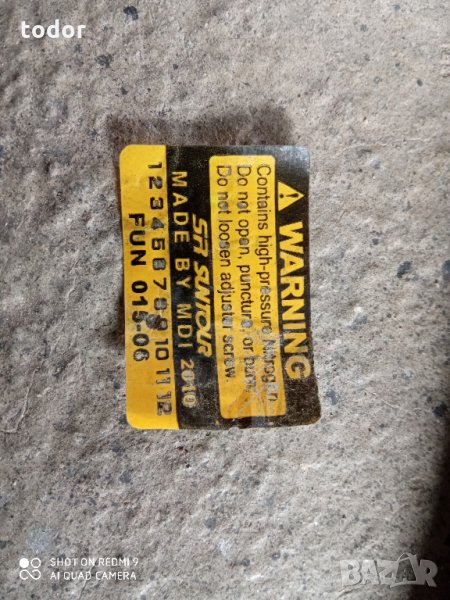 todor
⚠ WARNING
Contains high-pressure Nitrogen.
Do not open, puncture, or burn.
Do not loosen adjuster screw.
SR SUNTOUR
MADE BY MDI 2010
1 2 3 4 5 6 7 8 9 10 11 12
FUN 015-06
SHOT ON REDMI 9
AI QUAD CAMERA
BAZAR